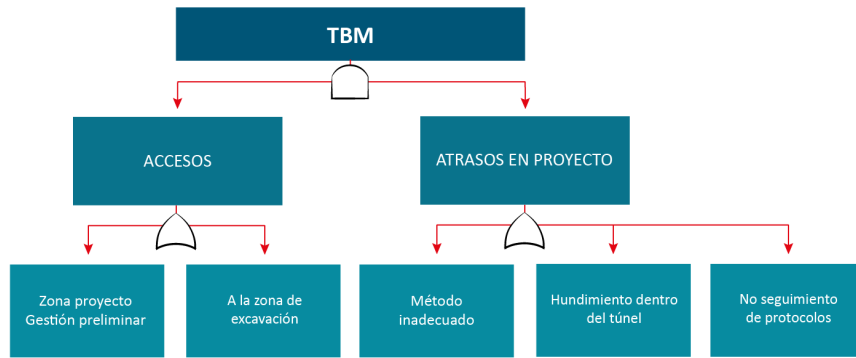 TBM
ACCESOS
ATRASOS EN PROYECTO
Zona proyecto
Gestión preliminar
A la zona de
excavación
Método
inadecuado
Hundimiento dentro
del túnel
No seguimiento
de protocolos